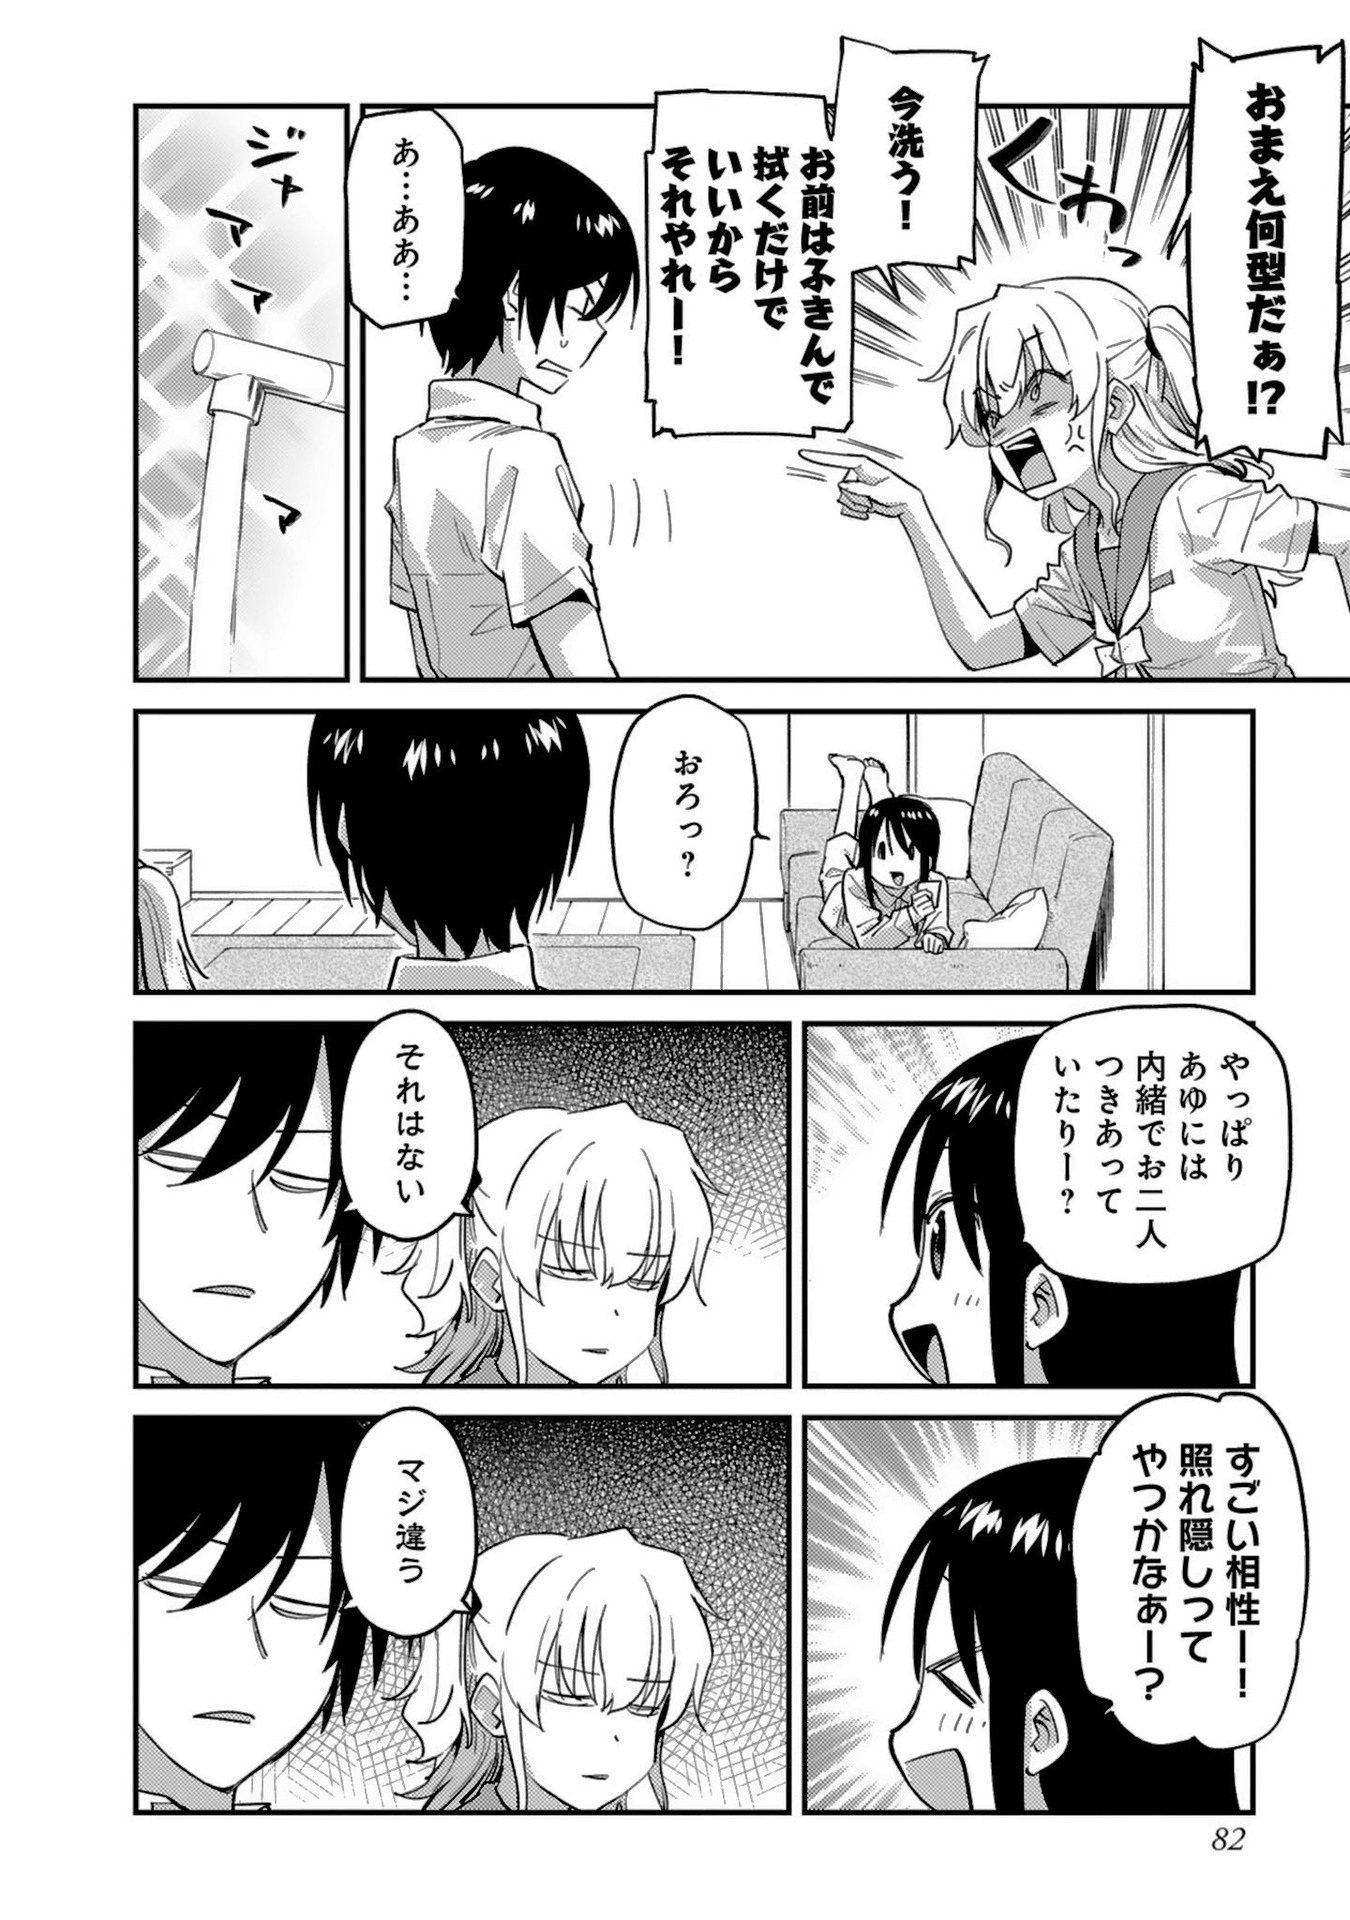 おまえ何型だぁ!?
くわっ
今洗う!
お前はふきんで
拭くだけで
いいから
それやれー!
あ…ああ…
ジャ
マ
マ
マ
おろっ?
やっぱり
あゆには
内緒でお二人
つきあって
いたりー?
それはない
すごい相性ー!
照れ隠しって
やつかなぁー?
マジ違う
82